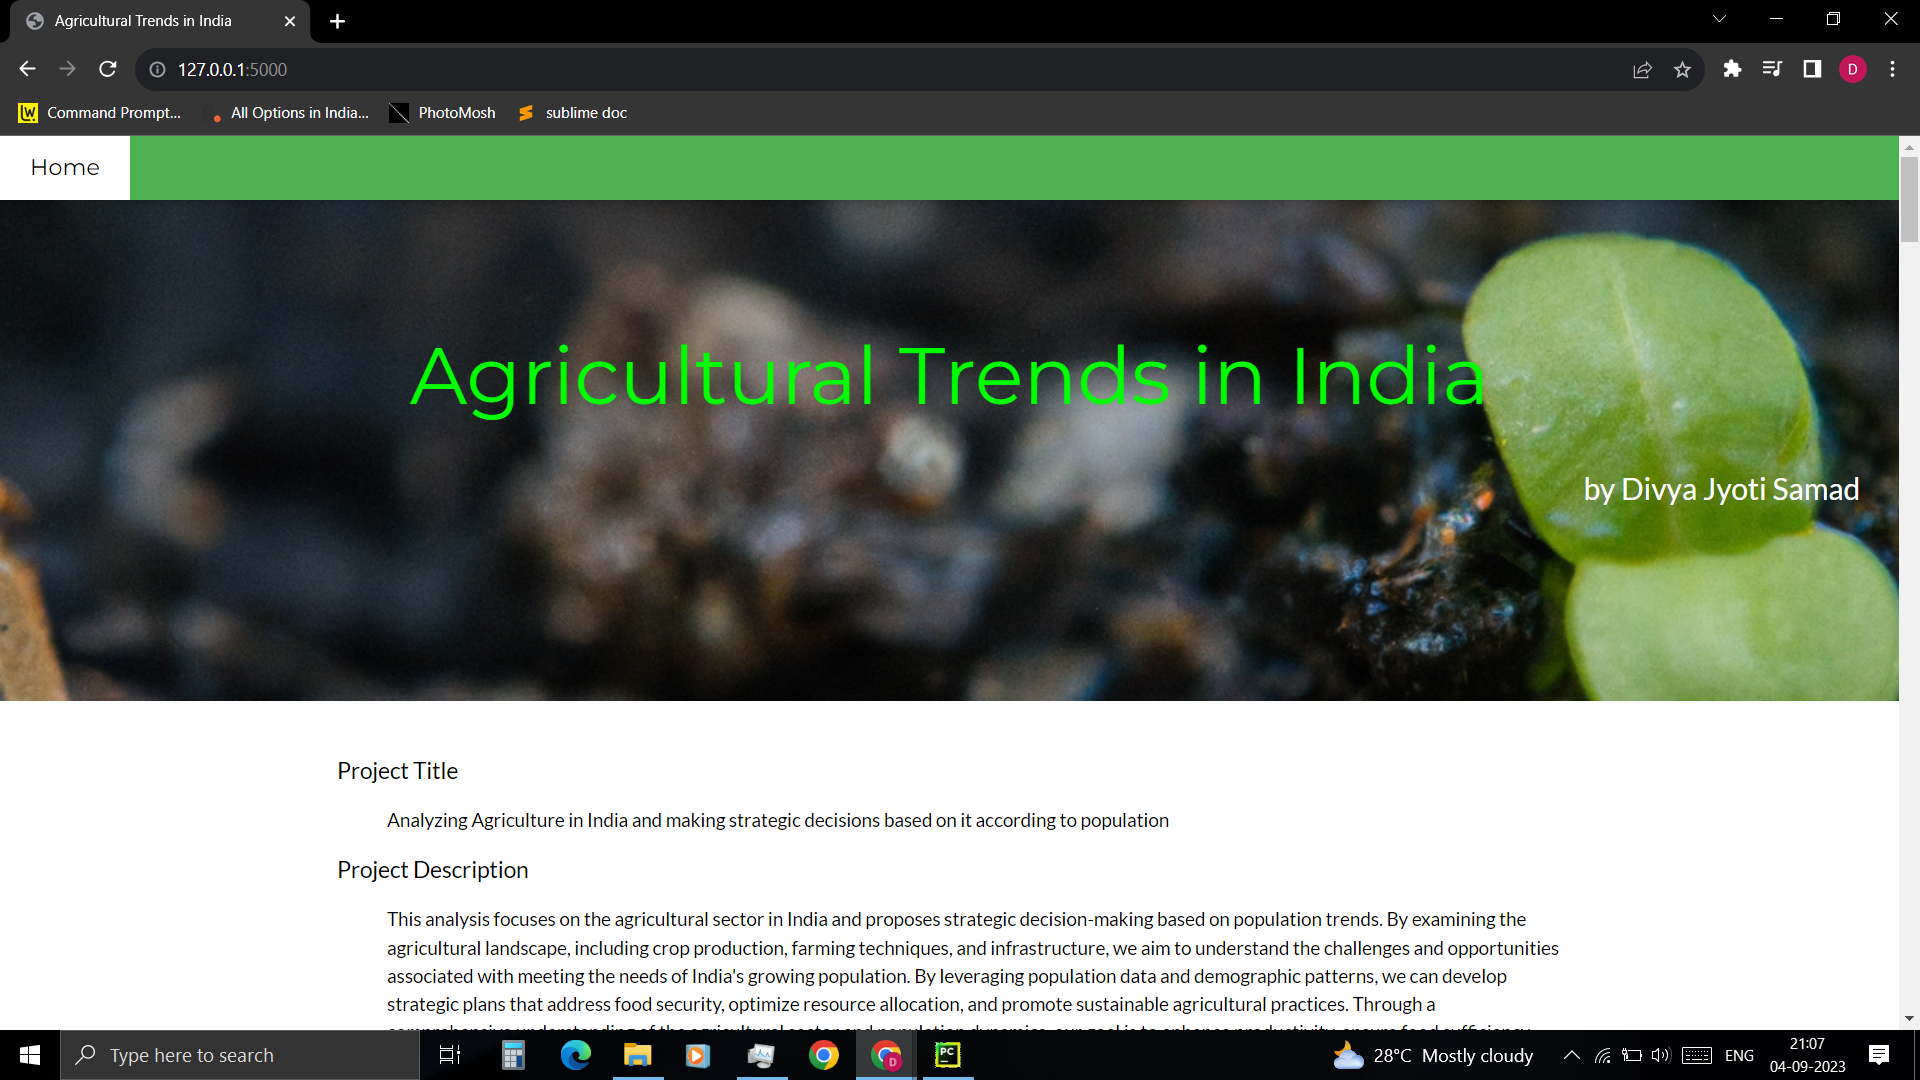 Agricultural Trends in India
127.0.0.1:5000
Command Prompt...
All Options in India...
PhotoMosh
sublime doc
D
Home
Agricultural Trends in India
by Divya Jyoti Samad
Project Title
Analyzing Agriculture in India and making strategic decisions based on it according to population
Project Description
This analysis focuses on the agricultural sector in India and proposes strategic decision-making based on population trends. By examining the
agricultural landscape, including crop production, farming techniques, and infrastructure, we aim to understand the challenges and opportunities
associated with meeting the needs of India's growing population. By leveraging population data and demographic patterns, we can develop
strategic plans that address food security, optimize resource allocation, and promote sustainable agricultural practices. Through a
Type here to search
D
PC
28°C Mostly cloudy
ENG
21:07
04-09-2023